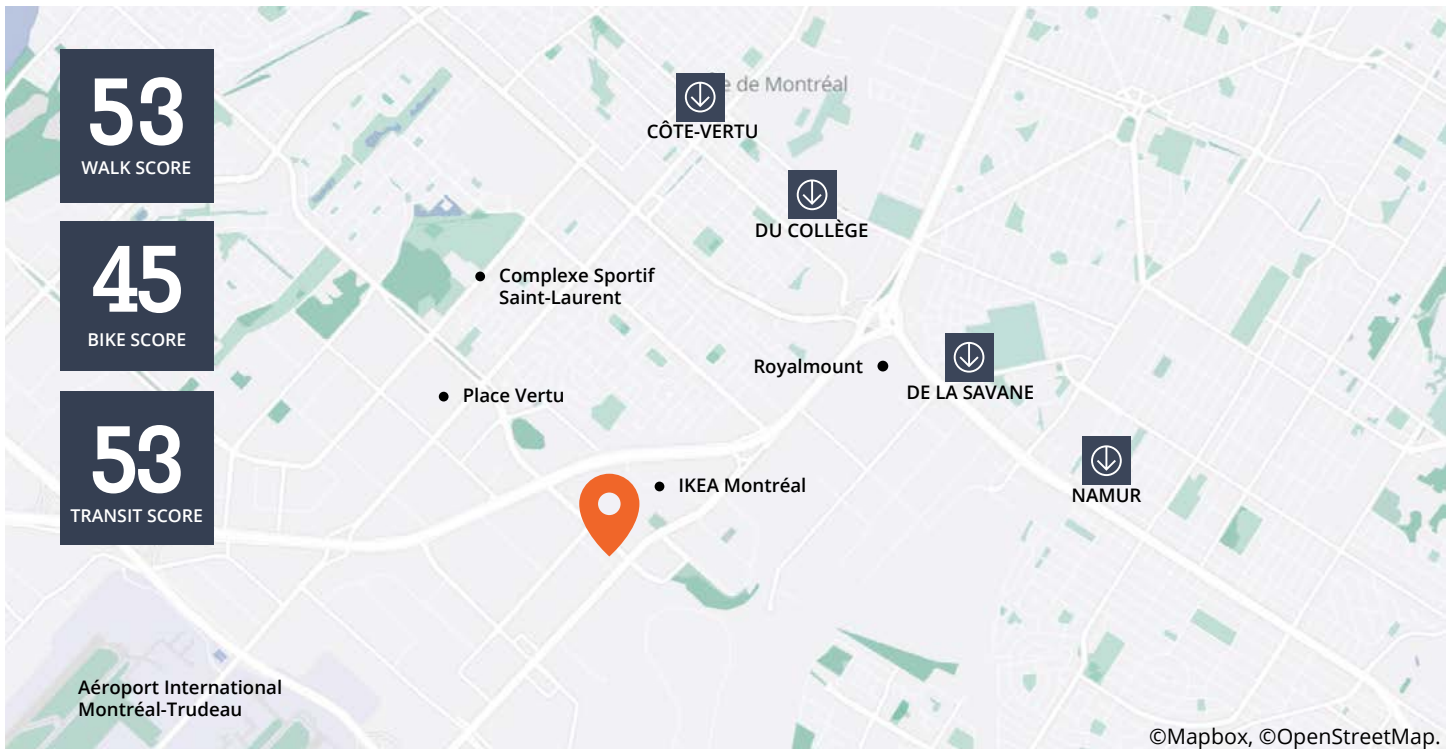 53
WALK SCORE
45
BIKE SCORE
53
TRANSIT SCORE
e de Montréal
CÔTE-VERTU
DU COLLÈGE
Complexe Sportif
Saint-Laurent
Royalmount
DE LA SAVANE
Place Vertu
IKEA Montréal
NAMUR
Aéroport International
Montréal-Trudeau
©Mapbox, ©OpenStreetMap.